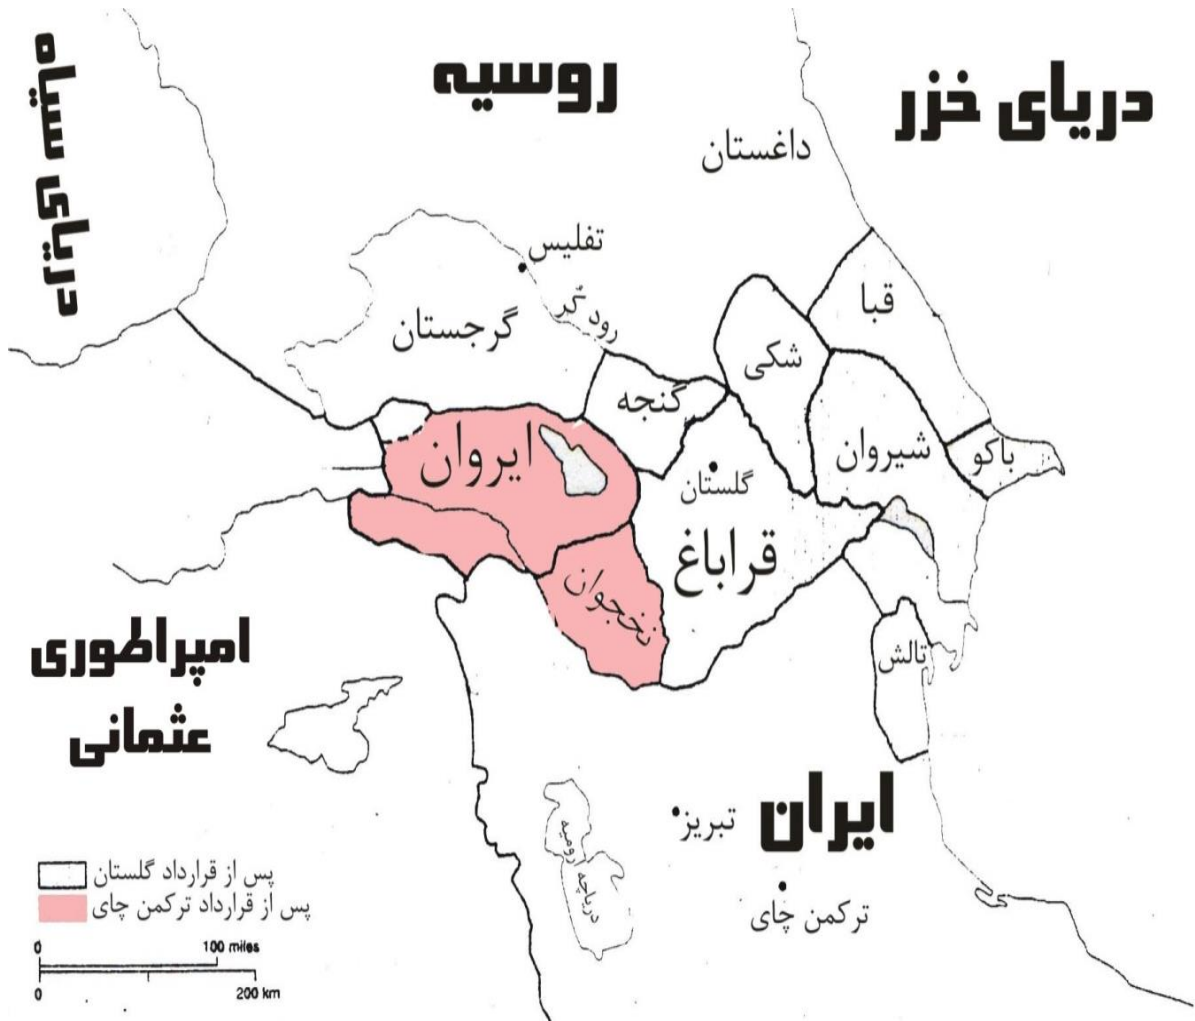 دریای سیاه
روسیه
دریای خزر
داغستان
تفلیس
رود کُر
گرجستان
قبا
شکی
گنجه
شیروان
باکو
ایروان
گلستان
قراباغ
نخجوان
تالش
امپراطوری
عثمانی
ایران
تبریز
دریاچه ارومیه
ترکمن چای
پس از قرارداد گلستان
پس از قرارداد ترکمن چای
0 100 miles
0 200 km